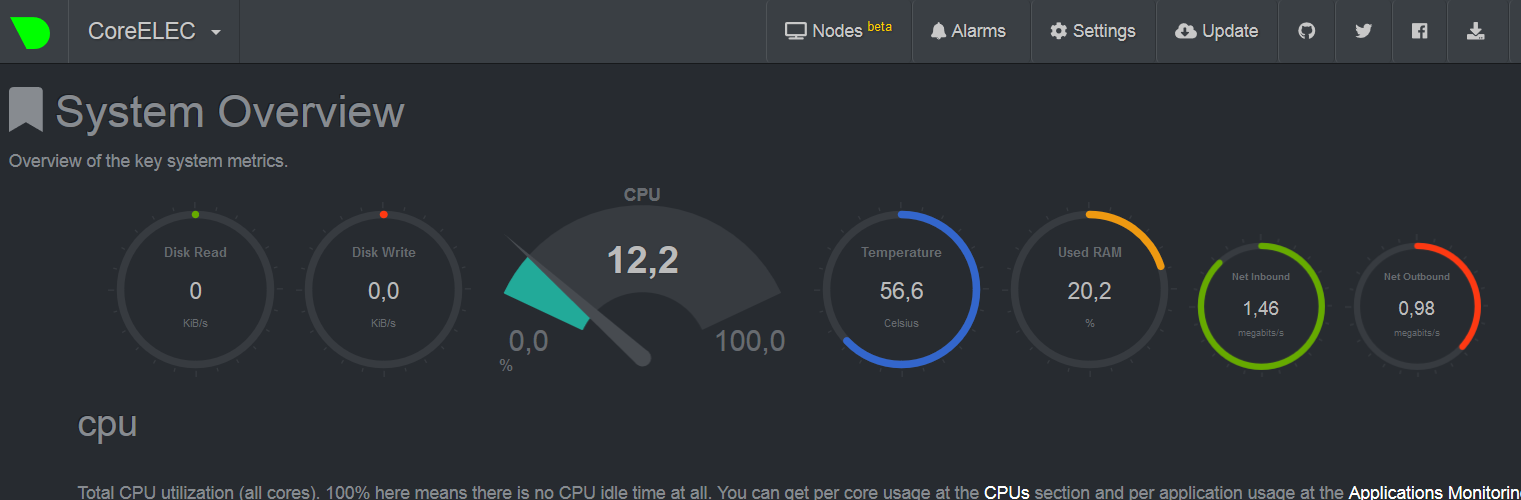 CoreELEC
Nodes beta
Alarms
Settings
Update
System Overview
Overview of the key system metrics.
Disk Read
0
KiB/s
Disk Write
0,0
KiB/s
CPU
12,2
0,0
100,0
%
Temperature
56,6
Celsius
Used RAM
20,2
%
Net Inbound
1,46
megabits/s
Net Outbound
0,98
megabits/s
cpu
Total CPU utilization (all cores). 100% here means there is no CPU idle time at all. You can get per core usage at the CPUs section and per application usage at the Applications Monitorin